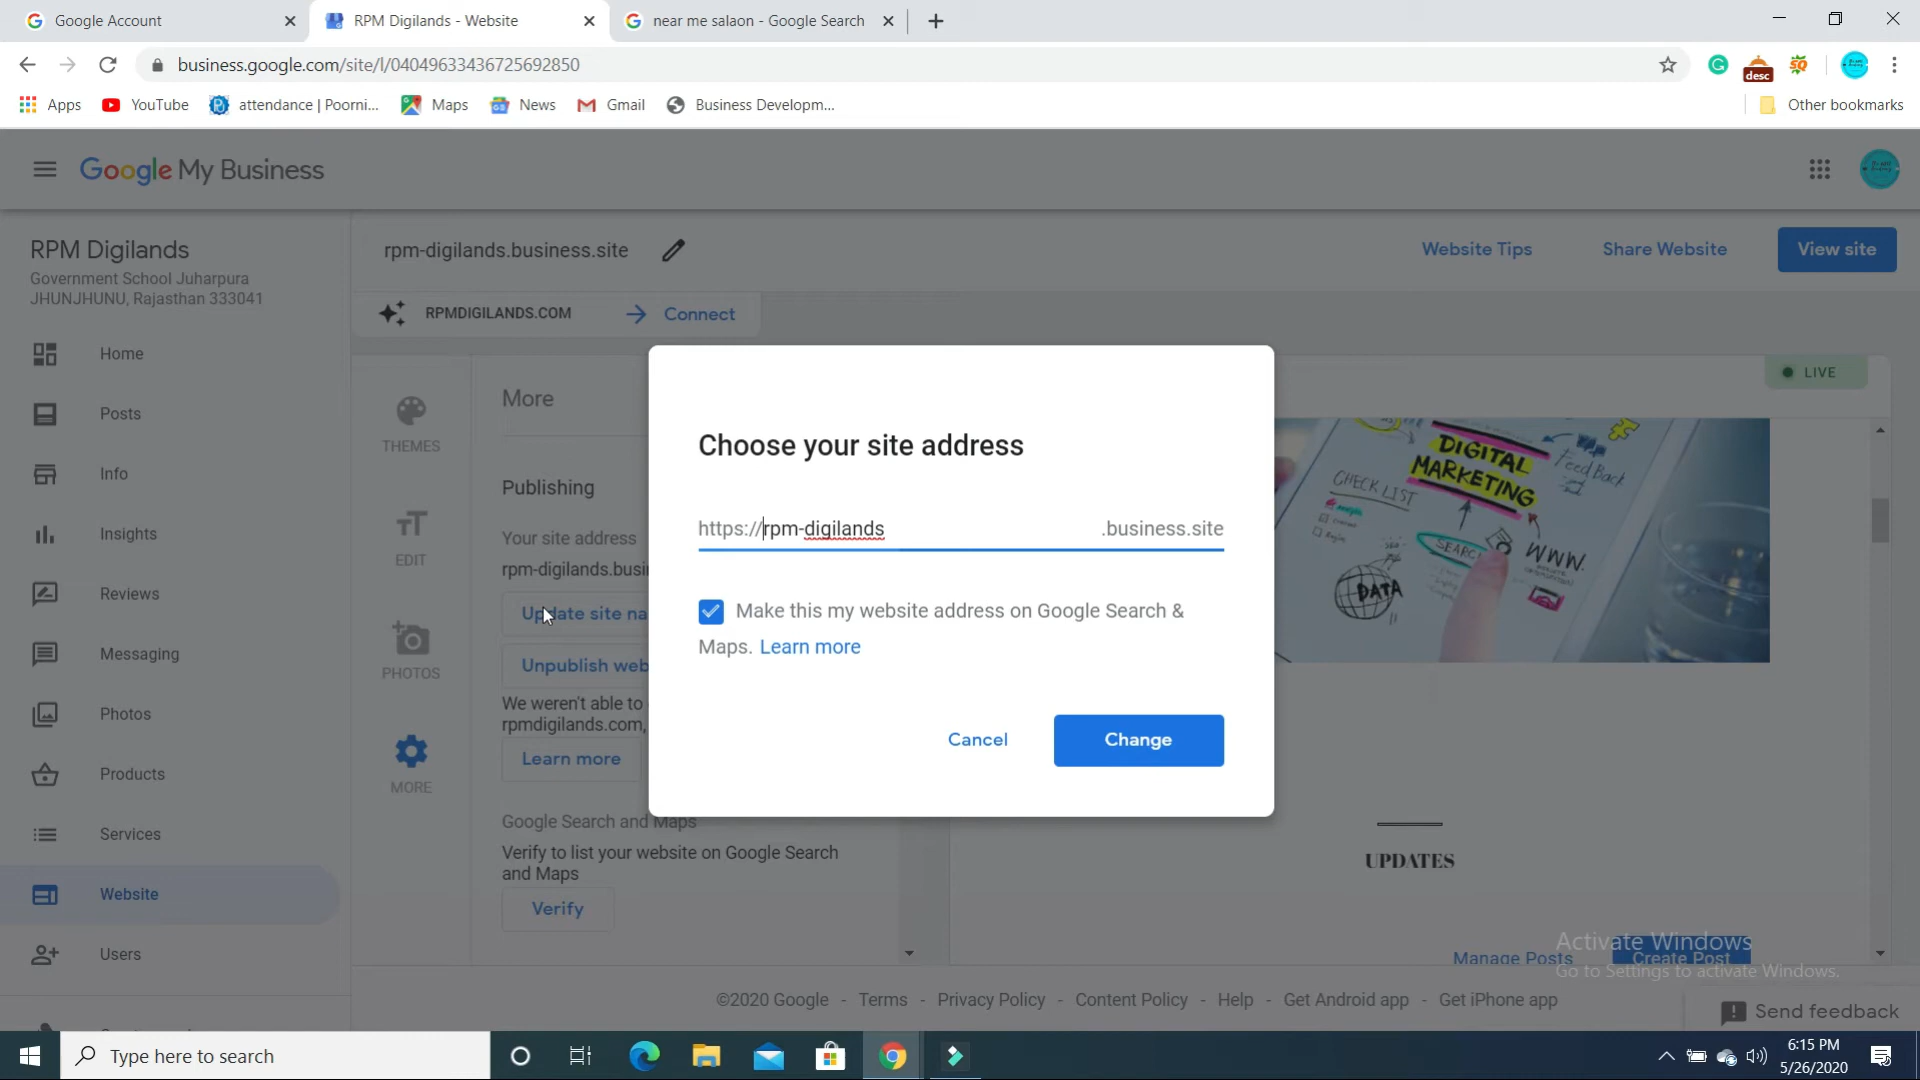 Google Account
RPM Digilands - Website
near me salaon - Google Search
business.google.com/site/l/04049633436725692850
desc
SQ
Apps
YouTube
attendance | Poorni...
Maps
News
Gmail
Business Developm...
Other bookmarks
Google My Business
RPM Digilands
Government School Juharpura
JHUNJHUNU, Rajasthan 333041
rpm-digilands.business.site
Website Tips
Share Website
View site
RPMDIGILANDS.COM
Connect
Home
Posts
Info
Insights
Reviews
Messaging
Photos
Products
Services
Website
Users
THEMES
EDIT
PHOTOS
MORE
More
Publishing
Your site address
rpm-digilands.busi
Update site na
Unpublish web
We weren't able to
rpmdigilands.com,
Learn more
Google Search and Maps
Verify to list your website on Google Search
and Maps
Verify
Choose your site address
https://rpm-digilands .business.site
Make this my website address on Google Search &
Maps. Learn more
Cancel
Change
LIVE
DIGITAL
MARKETING
FeedBack
CHECK LIST
SEARCH
WWW.
DATA
UPDATES
Manage Posts
Create Post
Activate Windows
Go to Settings to activate Windows.
©2020 Google - Terms - Privacy Policy - Content Policy - Help - Get Android app - Get iPhone app
Send feedback
Type here to search
6:15 PM
5/26/2020